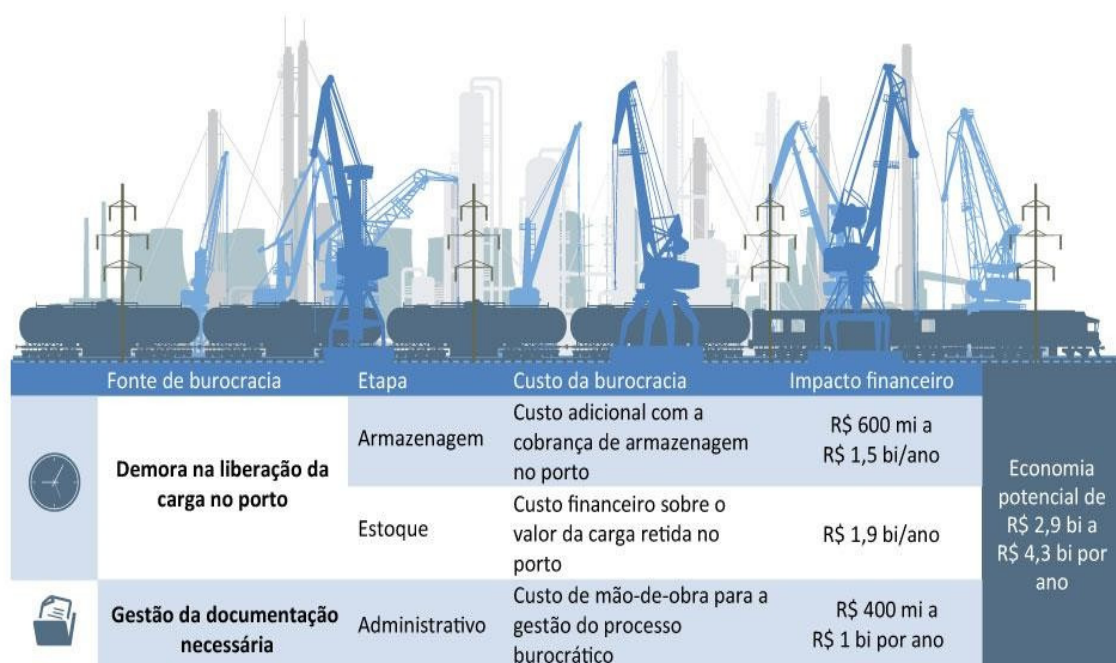 Fonte de burocracia Etapa Custo da burocracia Impacto financeiro
Demora na liberação da
carga no porto
Armazenagem
Custo adicional com a
cobrança de armazenagem
no porto
R$ 600 mi a
R$ 1,5 bi/ano
Estoque
Custo financeiro sobre o
valor da carga retida no
porto
R$ 1,9 bi/ano
Gestão da documentação
necessária
Administrativo
Custo de mão-de-obra para a
gestão do processo
burocrático
R$ 400 mi a
R$ 1 bi por ano
Economia
potencial de
R$ 2,9 bi a
R$ 4,3 bi por
ano